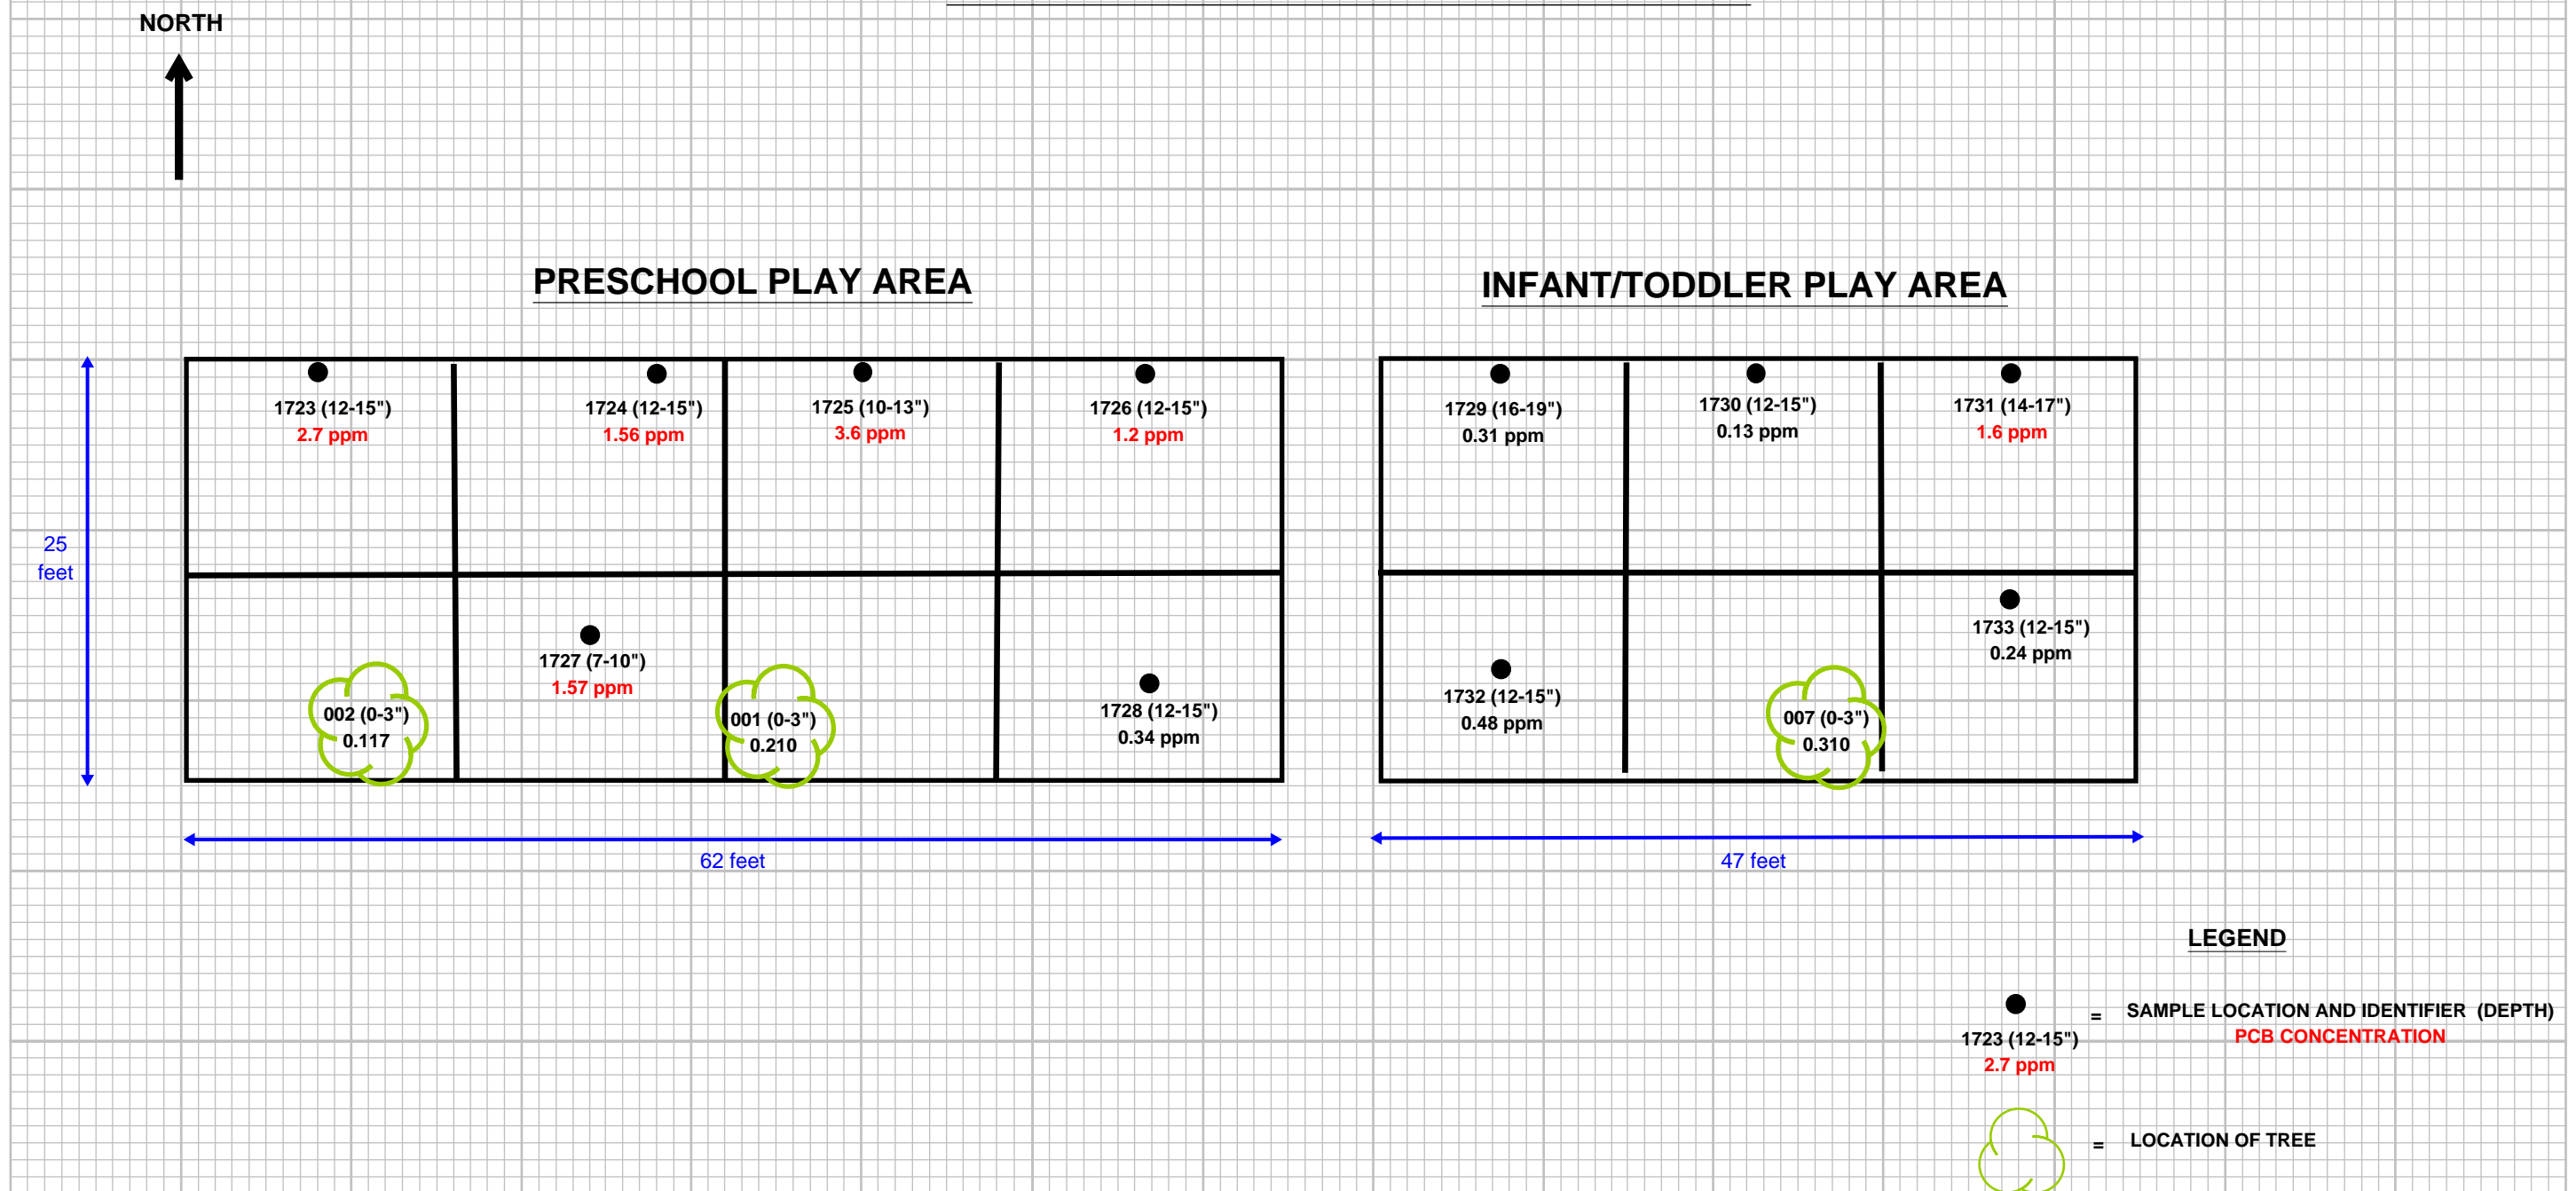 NORTH
PRESCHOOL PLAY AREA
INFANT/TODDLER PLAY AREA
1723 (12-15")
2.7 ppm
1724 (12-15")
1.56 ppm
1725 (10-13")
3.6 ppm
1726 (12-15")
1.2 ppm
1729 (16-19")
0.31 ppm
1730 (12-15")
0.13 ppm
1731 (14-17")
1.6 ppm
25
feet
002 (0-3")
0.117
1727 (7-10")
1.57 ppm
001 (0-3")
0.210
1728 (12-15")
0.34 ppm
1732 (12-15")
0.48 ppm
007 (0-3")
0.310
1733 (12-15")
0.24 ppm
62 feet
47 feet
LEGEND
1723 (12-15")
2.7 ppm
= SAMPLE LOCATION AND IDENTIFIER (DEPTH)
PCB CONCENTRATION
= LOCATION OF TREE